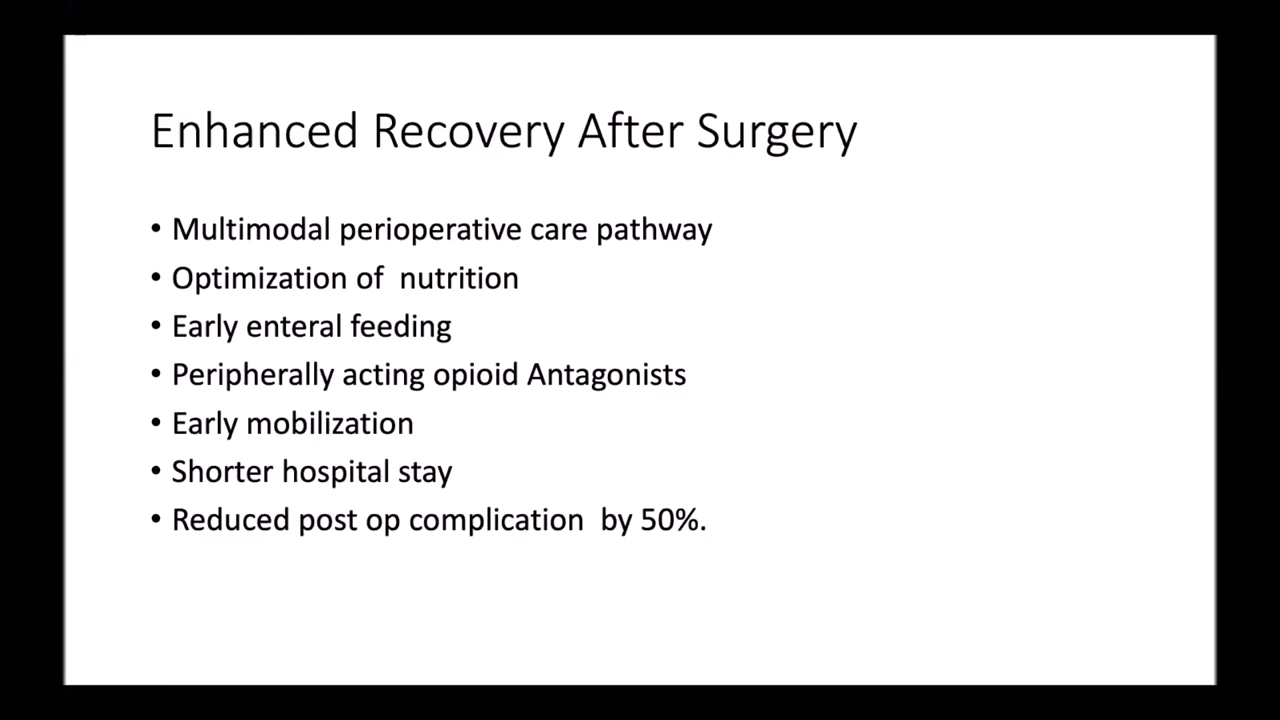 Enhanced Recovery After Surgery
• Multimodal perioperative care pathway
• Optimization of  nutrition
• Early enteral feeding
• Peripherally acting opioid Antagonists
• Early mobilization
• Shorter hospital stay
• Reduced post op complication  by 50%.